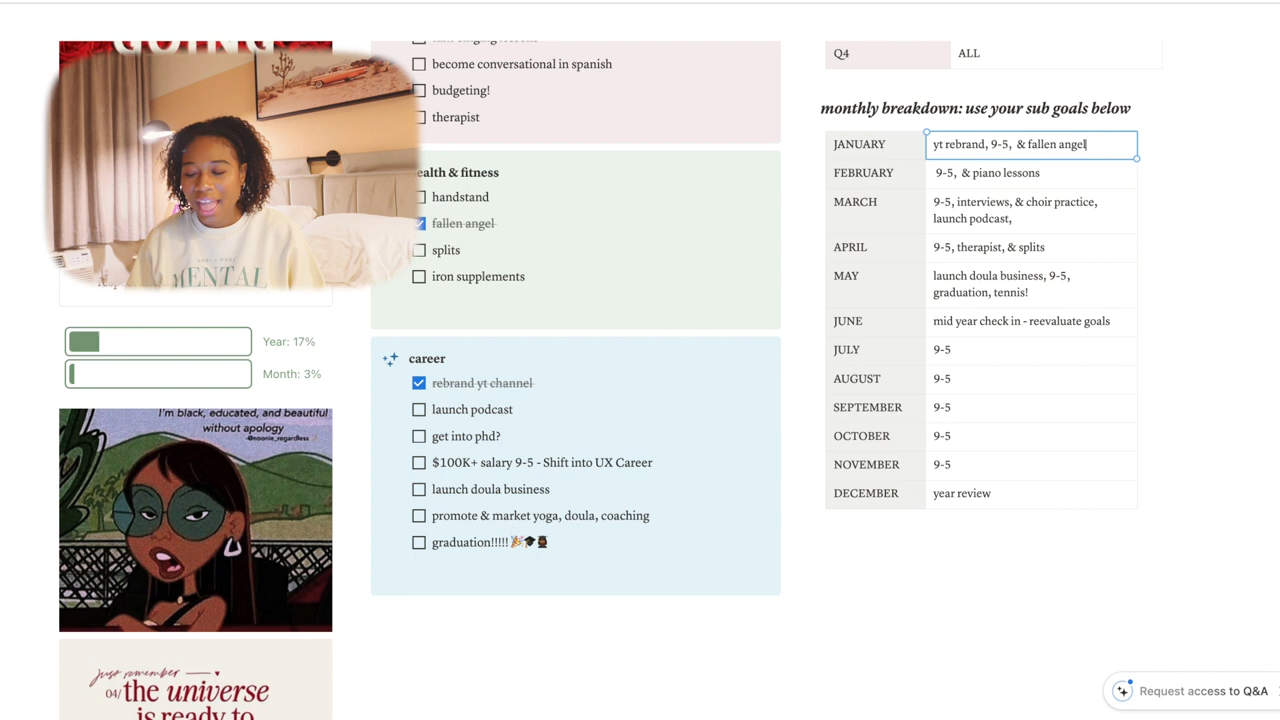 become conversational in spanish
budgeting!
therapist
ealth & fitness
handstand
fallen angel
splits
iron supplements
MENTAL
Year: 17%
Month: 3%
I'm black, educated, and beautiful
without apology
-@noonie_regardless
just remember
04/ the universe
is ready to
career
rebrand yt channel
launch podcast
get into phd?
$100K+ salary 9-5 - Shift into UX Career
launch doula business
promote & market yoga, doula, coaching
graduation!!!!! 🎉🎓👩🏿‍🎓
Q4 ALL
monthly breakdown: use your sub goals below
JANUARY yt rebrand, 9-5, & fallen angel
FEBRUARY 9-5, & piano lessons
MARCH 9-5, interviews, & choir practice,
launch podcast,
APRIL 9-5, therapist, & splits
MAY launch doula business, 9-5,
graduation, tennis!
JUNE mid year check in - reevaluate goals
JULY 9-5
AUGUST 9-5
SEPTEMBER 9-5
OCTOBER 9-5
NOVEMBER 9-5
DECEMBER year review
Request access to Q&A